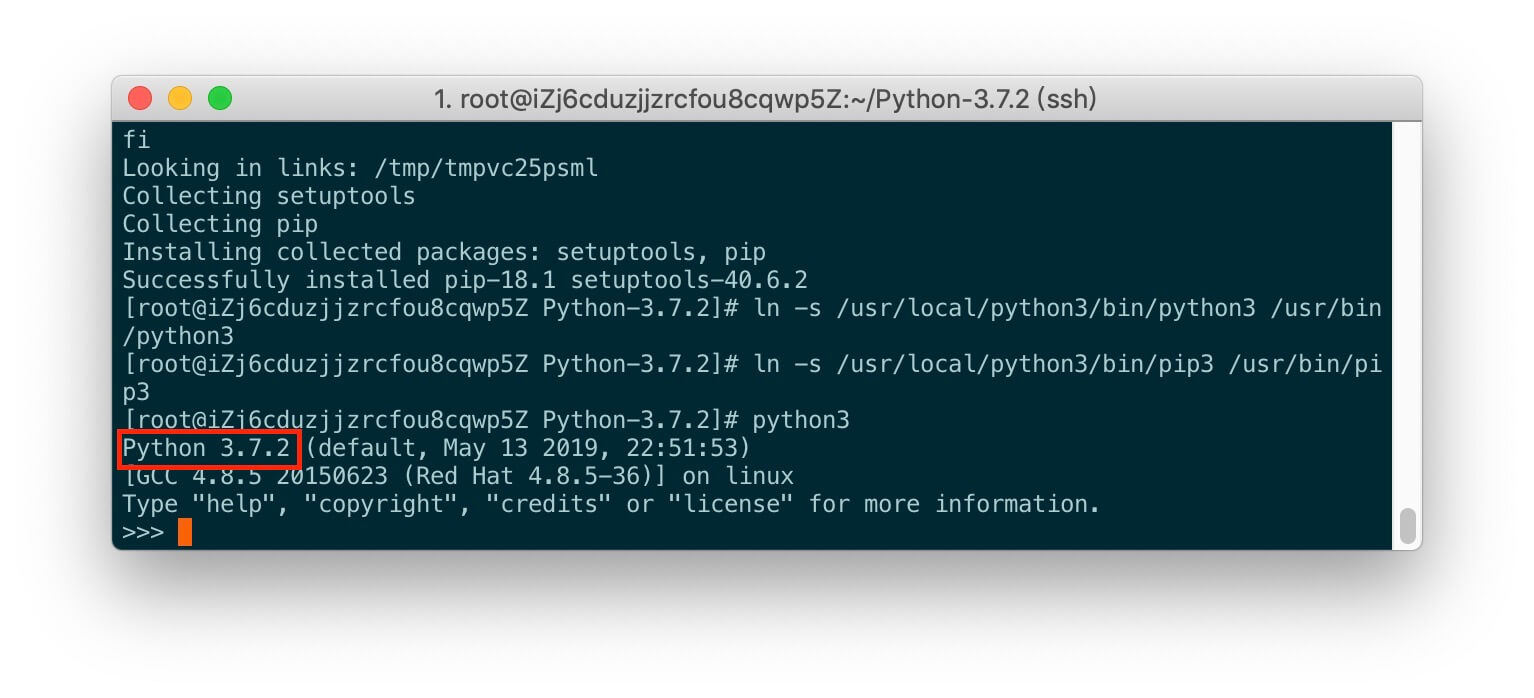 1. root@iZj6cduzjjzrcfou8cqwp5Z:~/Python-3.7.2 (ssh)
fi
Looking in links: /tmp/tmpvc25psml
Collecting setuptools
Collecting pip
Installing collected packages: setuptools, pip
Successfully installed pip-18.1 setuptools-40.6.2
[root@iZj6cduzjjzrcfou8cqwp5Z Python-3.7.2]# ln -s /usr/local/python3/bin/python3 /usr/bin
/python3
[root@iZj6cduzjjzrcfou8cqwp5Z Python-3.7.2]# ln -s /usr/local/python3/bin/pip3 /usr/bin/pi
p3
[root@iZj6cduzjjzrcfou8cqwp5Z Python-3.7.2]# python3
Python 3.7.2 (default, May 13 2019, 22:51:53)
[GCC 4.8.5 20150623 (Red Hat 4.8.5-36)] on linux
Type "help", "copyright", "credits" or "license" for more information.
>>>